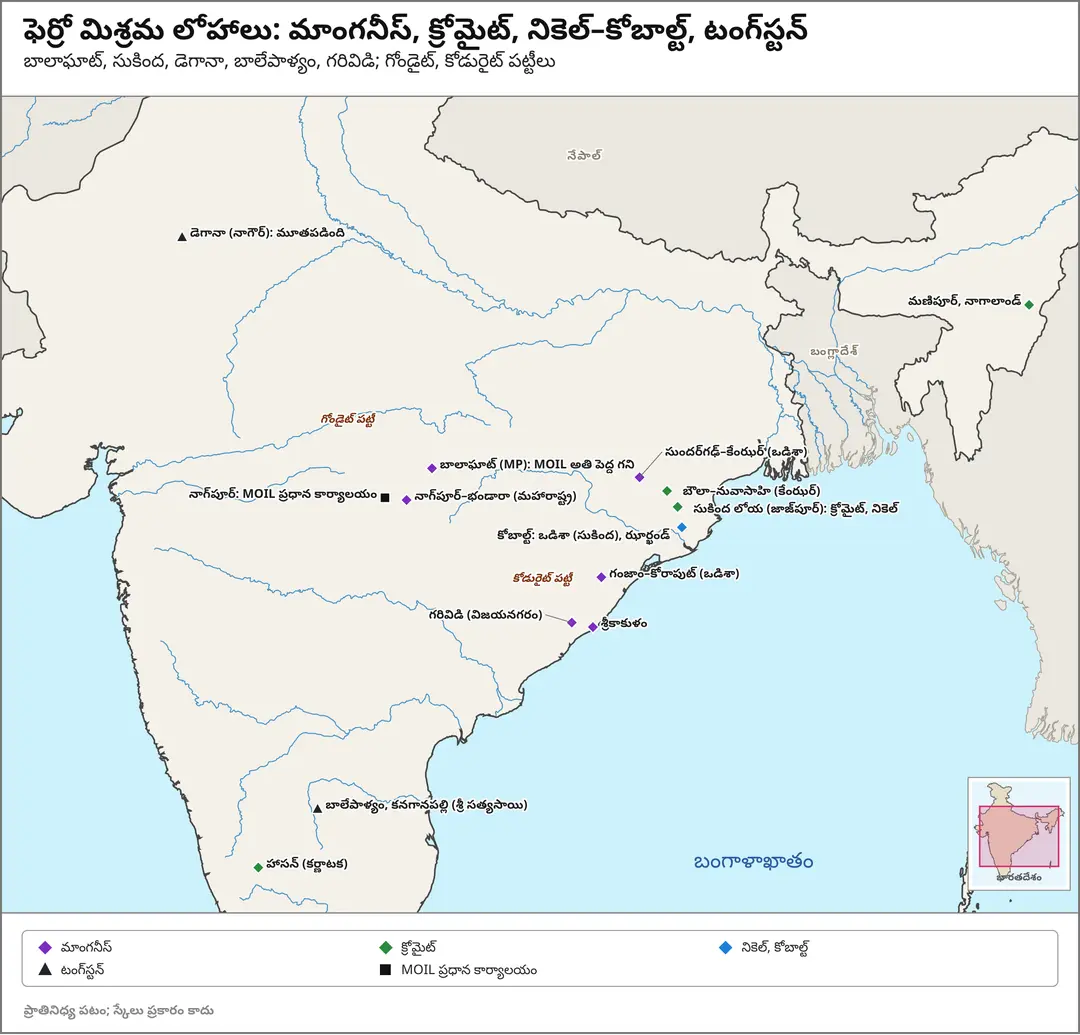 ఫెర్రో మిశ్రమ లోహాలు: మాంగనీస్, క్రోమైట్, నికెల్–కోబాల్ట్, టంగ్‌స్టన్
బాలాఘాట్, సుకింద, డెగానా, బాలేపాళ్యం, గరివిడి; గోండైట్, కోడురైట్ పట్టీలు
నేపాల్
డెగానా (నాగౌర్): మూతపడింది
మణిపూర్, నాగాలాండ్
బంగ్లాదేశ్
గోండైట్ పట్టీ
సుందర్‌గఢ్–కేంఝర్ (ఒడిశా)
బాలాఘాట్ (MP): MOIL అతి పెద్ద గని
నాగ్‌పూర్: MOIL ప్రధాన కార్యాలయం
నాగ్‌పూర్–భండారా (మహారాష్ట్ర)
బౌలా–నువాసాహి (కేంఝర్)
సుకింద లోయ (జాజ్‌పూర్): క్రోమైట్, నికెల్
కోబాల్ట్: ఒడిశా (సుకింద), ఝార్ఖండ్
కోడురైట్ పట్టీ
గంజాం–కోరాపుట్ (ఒడిశా)
గరివిడి (విజయనగరం)
శ్రీకాకుళం
బాలేపాళ్యం, కనగానపల్లి (శ్రీ సత్యసాయి)
హాసన్ (కర్ణాటక)
బంగాళాఖాతం
భారతదేశం
మాంగనీస్
క్రోమైట్
నికెల్, కోబాల్ట్
టంగ్‌స్టన్
MOIL ప్రధాన కార్యాలయం
ప్రాతినిధ్య పటం; స్కేలు ప్రకారం కాదు